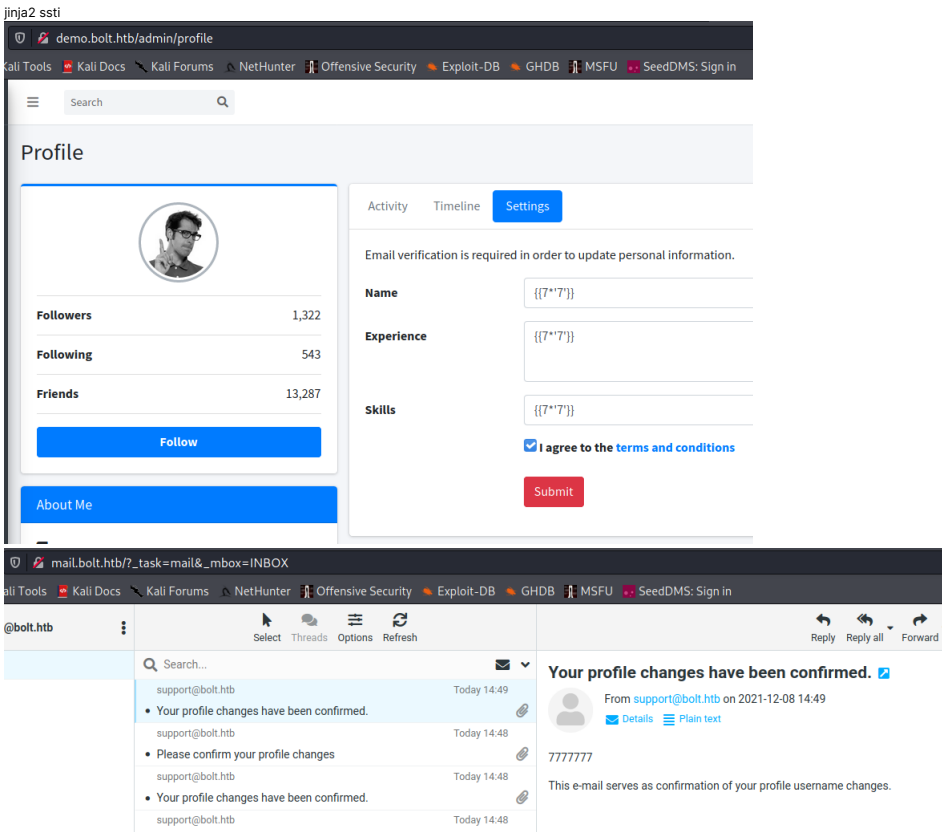 jinja2 ssti
demo.bolt.htb/admin/profile
Kali Tools Kali Docs Kali Forums NetHunter Offensive Security Exploit-DB GHDB MSFU SeedDMS: Sign in
Search
Profile
Activity Timeline Settings
Email verification is required in order to update personal information.
Name {{7*'7'}}
Followers 1,322
Experience {{7*'7'}}
Following 543
Friends 13,287
Skills {{7*'7'}}
I agree to the terms and conditions
Follow
Submit
About Me
mail.bolt.htb/?_task=mail&_mbox=INBOX
ali Tools Kali Docs Kali Forums NetHunter Offensive Security Exploit-DB GHDB MSFU SeedDMS: Sign in
@bolt.htb
Select Threads Options Refresh
Reply Reply all Forward
Search...
support@bolt.htb Today 14:49
Your profile changes have been confirmed.
support@bolt.htb Today 14:48
Please confirm your profile changes
support@bolt.htb Today 14:48
Your profile changes have been confirmed.
support@bolt.htb Today 14:48
Your profile changes have been confirmed.
From support@bolt.htb on 2021-12-08 14:49
Details Plain text
7777777
This e-mail serves as confirmation of your profile username changes.